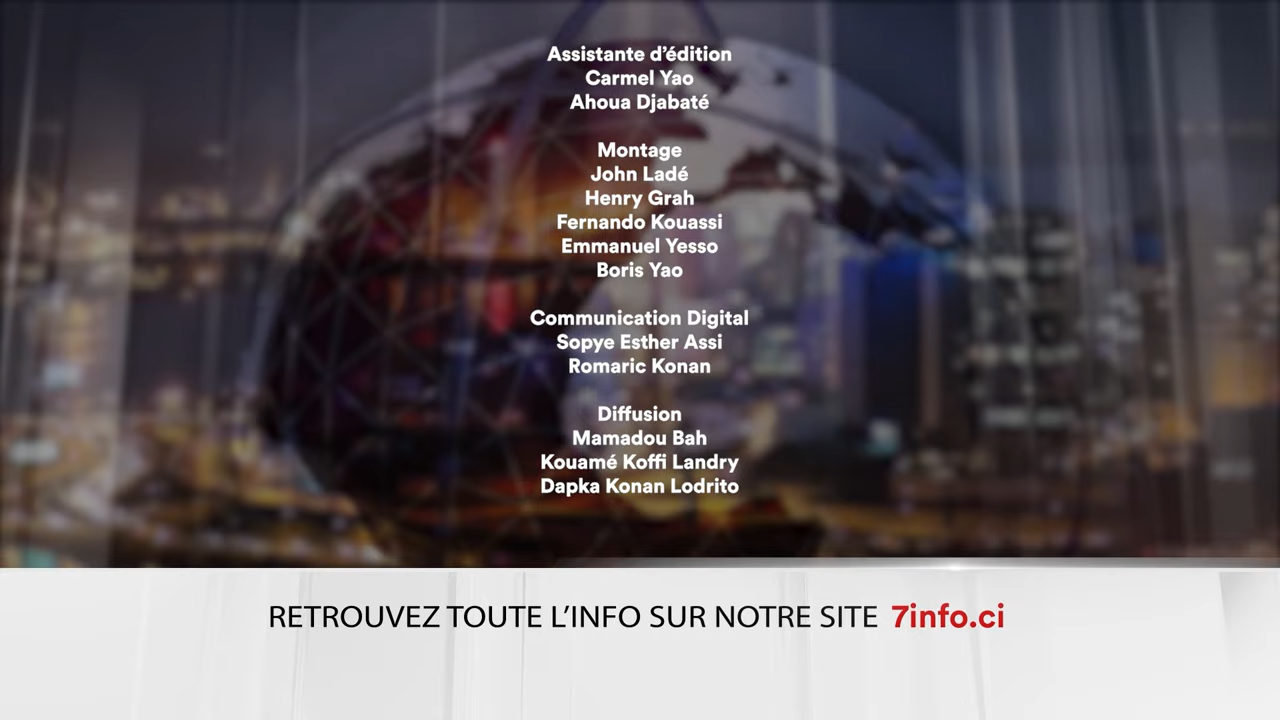 Assistante d'édition
Carmel Yao
Ahoua Djabaté
Montage
John Ladé
Henry Grah
Fernando Kouassi
Emmanuel Yesso
Boris Yao
Communication Digital
Sopye Esther Assi
Romaric Konan
Diffusion
Mamadou Bah
Kouamé Koffi Landry
Dapka Konan Lodrito
RETROUVEZ TOUTE L'INFO SUR NOTRE SITE 7info.ci